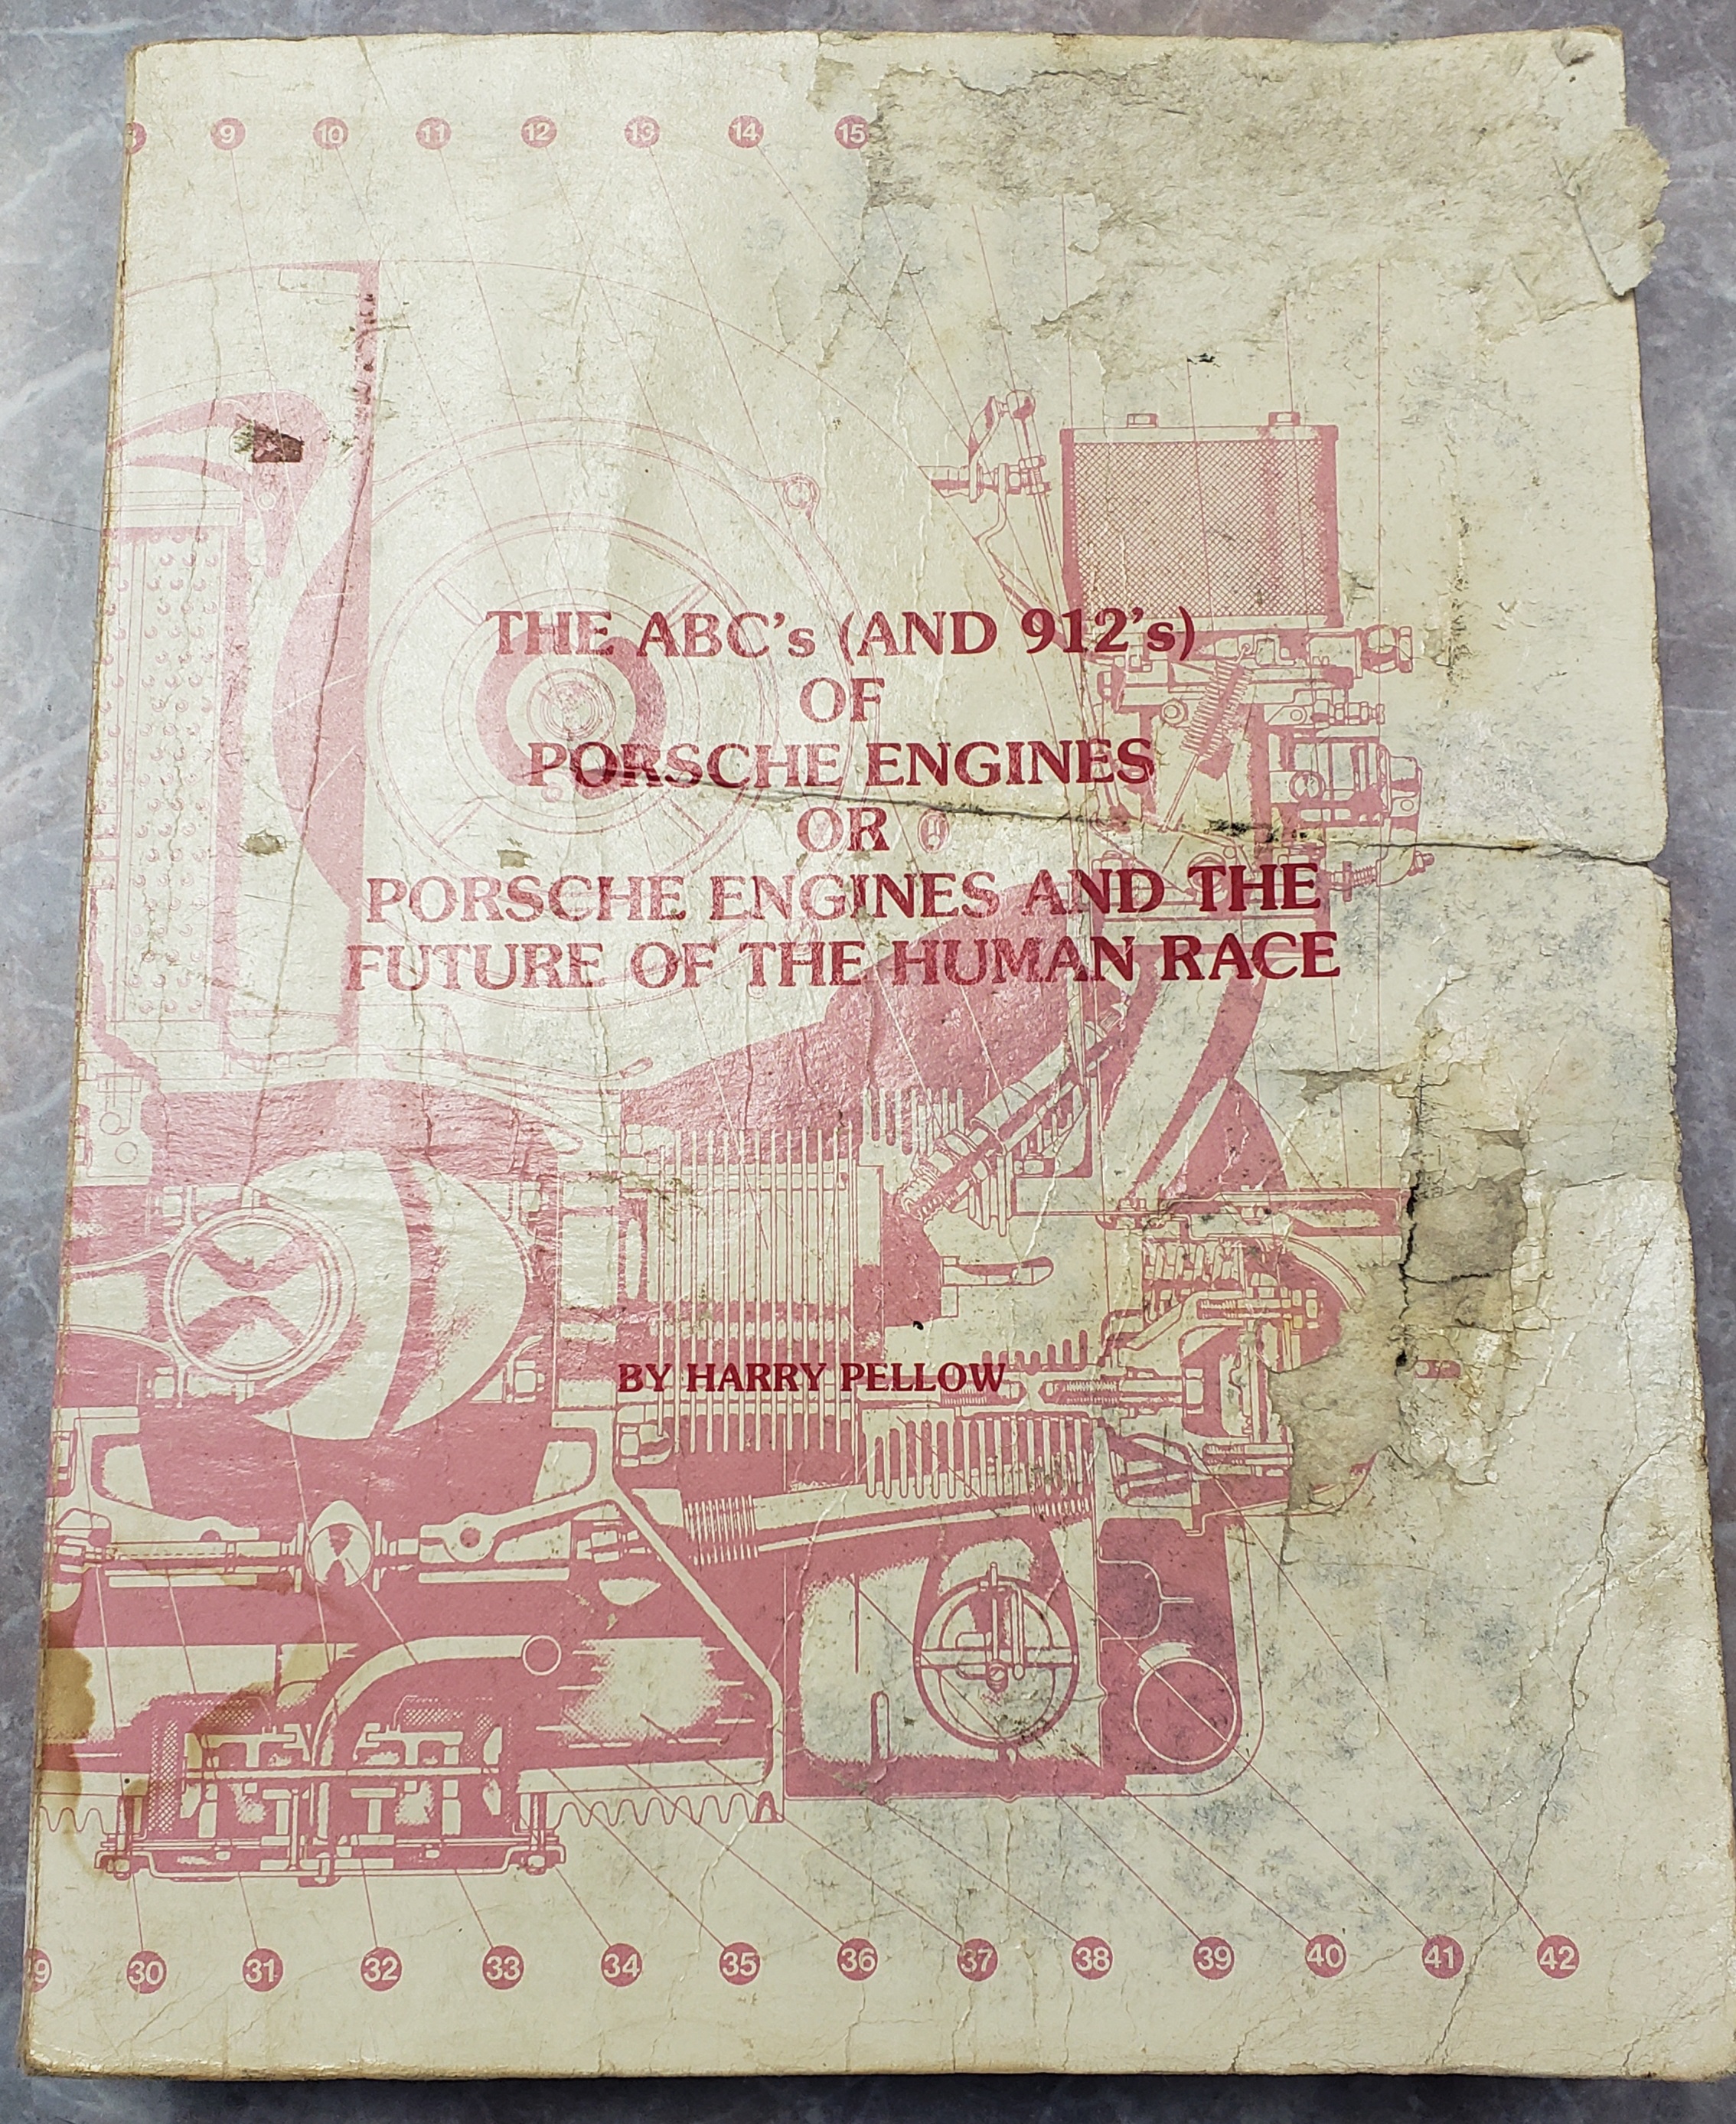 9 10 11 12 13 14 15
THE ABC's (AND 912's)
OF
PORSCHE ENGINES
OR
PORSCHE ENGINES AND THE
FUTURE OF THE HUMAN RACE
BY HARRY PELLOW
30 31 32 33 34 35 36 37 38 39 40 41 42